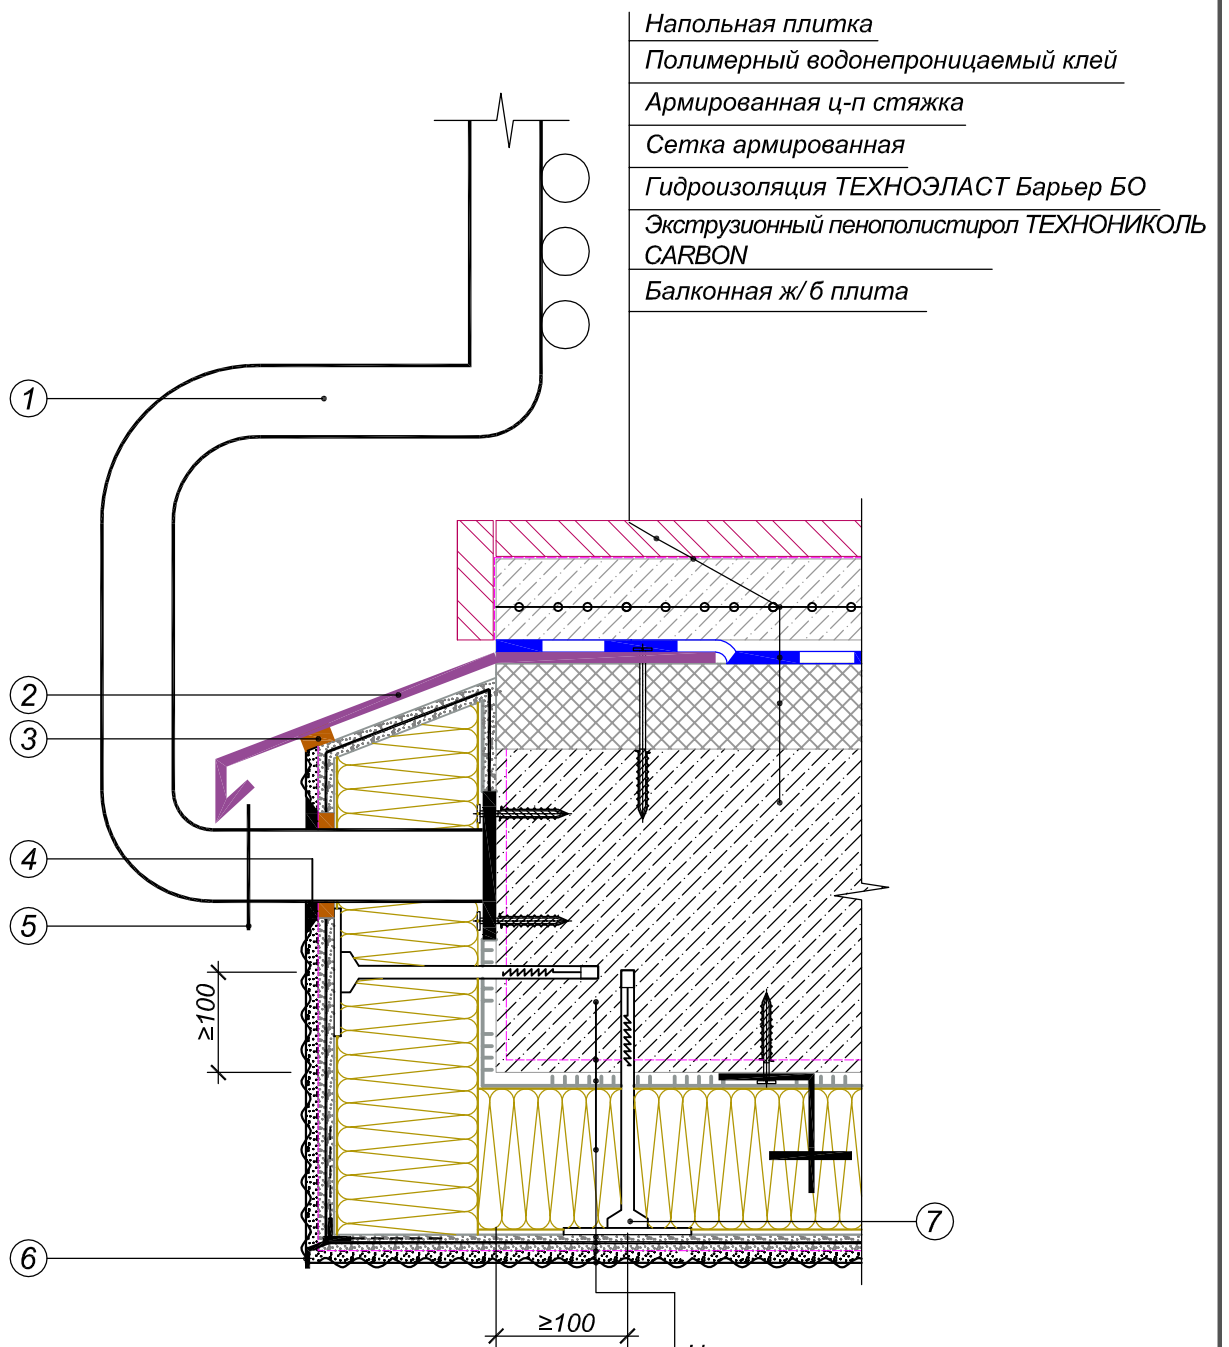 Напольная плитка
Полимерный водонепроницаемый клей
Армированная ц-п стяжка
Сетка армированная
Гидроизоляция ТЕХНОЭЛАСТ Барьер БО
Экструзионный пенополистирол ТЕХНОНИКОЛЬ
CARBON
Балконная ж/б плита
1
2
3
4
5
≥100
7
6
≥100